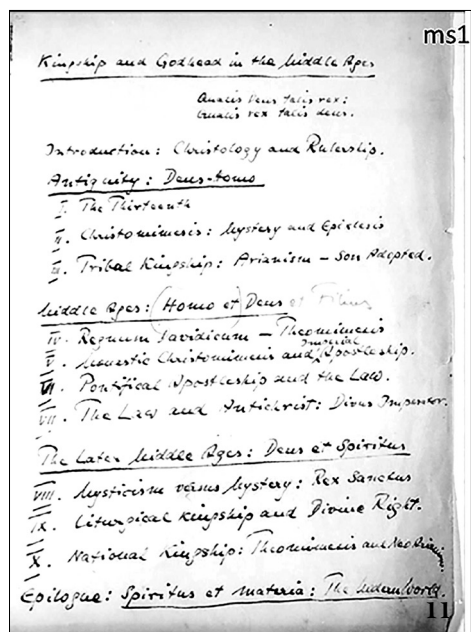 ms1
Kingship and Godhead in the Middle Ages
Qualis Deus talis rex:
Qualis rex talis deus.
Introduction: Christology and Rulership.
Antiquity: Deus-homo
I. The Thirteenth
II. Christomimesis: Mystery and Epiclesis
III. Tribal Kingship: Arianism – Son Adopted.
Middle Ages: (Homo et) Deus et Filius
IV. Regnum Davidicum – Theomimesis
Imperial
V. Monastic Christomimesis and Apostleship.
VI. Pontifical Apostleship and the Law.
VII. The Law and Antichrist: Divus Imperator.
The Later Middle Ages: Deus et Spiritus
VIII. Mysticism versus Mystery: Rex Sanctus
IX. Liturgical Kingship and Divine Right.
X. National Kingship: Theomimesis and Neo Arianism.
Epilogue: Spiritus et materia: The Modern World.
11